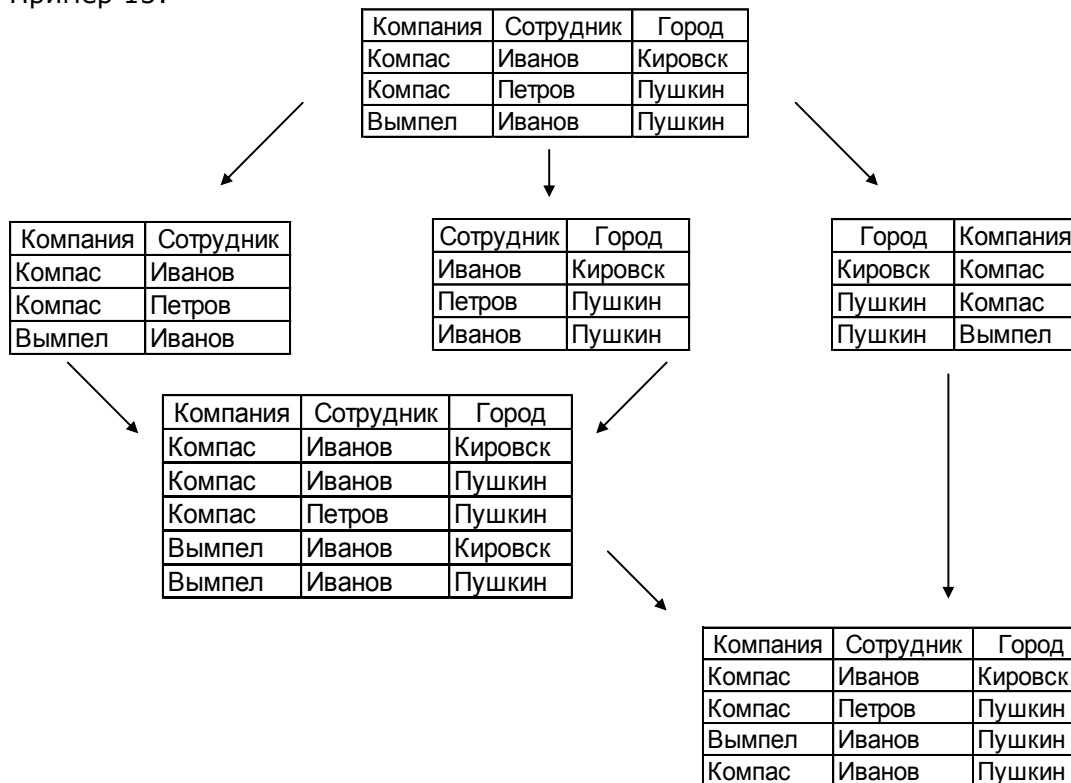 Пример 15.
Компания Сотрудник Город
Компас Иванов Кировск
Компас Петров Пушкин
Вымпел Иванов Пушкин
Компания Сотрудник
Компас Иванов
Компас Петров
Вымпел Иванов
Сотрудник Город
Иванов Кировск
Петров Пушкин
Иванов Пушкин
Город Компания
Кировск Компас
Пушкин Компас
Пушкин Вымпел
Компания Сотрудник Город
Компас Иванов Кировск
Компас Иванов Пушкин
Компас Петров Пушкин
Вымпел Иванов Кировск
Вымпел Иванов Пушкин
Компания Сотрудник Город
Компас Иванов Кировск
Компас Петров Пушкин
Вымпел Иванов Пушкин
Компас Иванов Пушкин